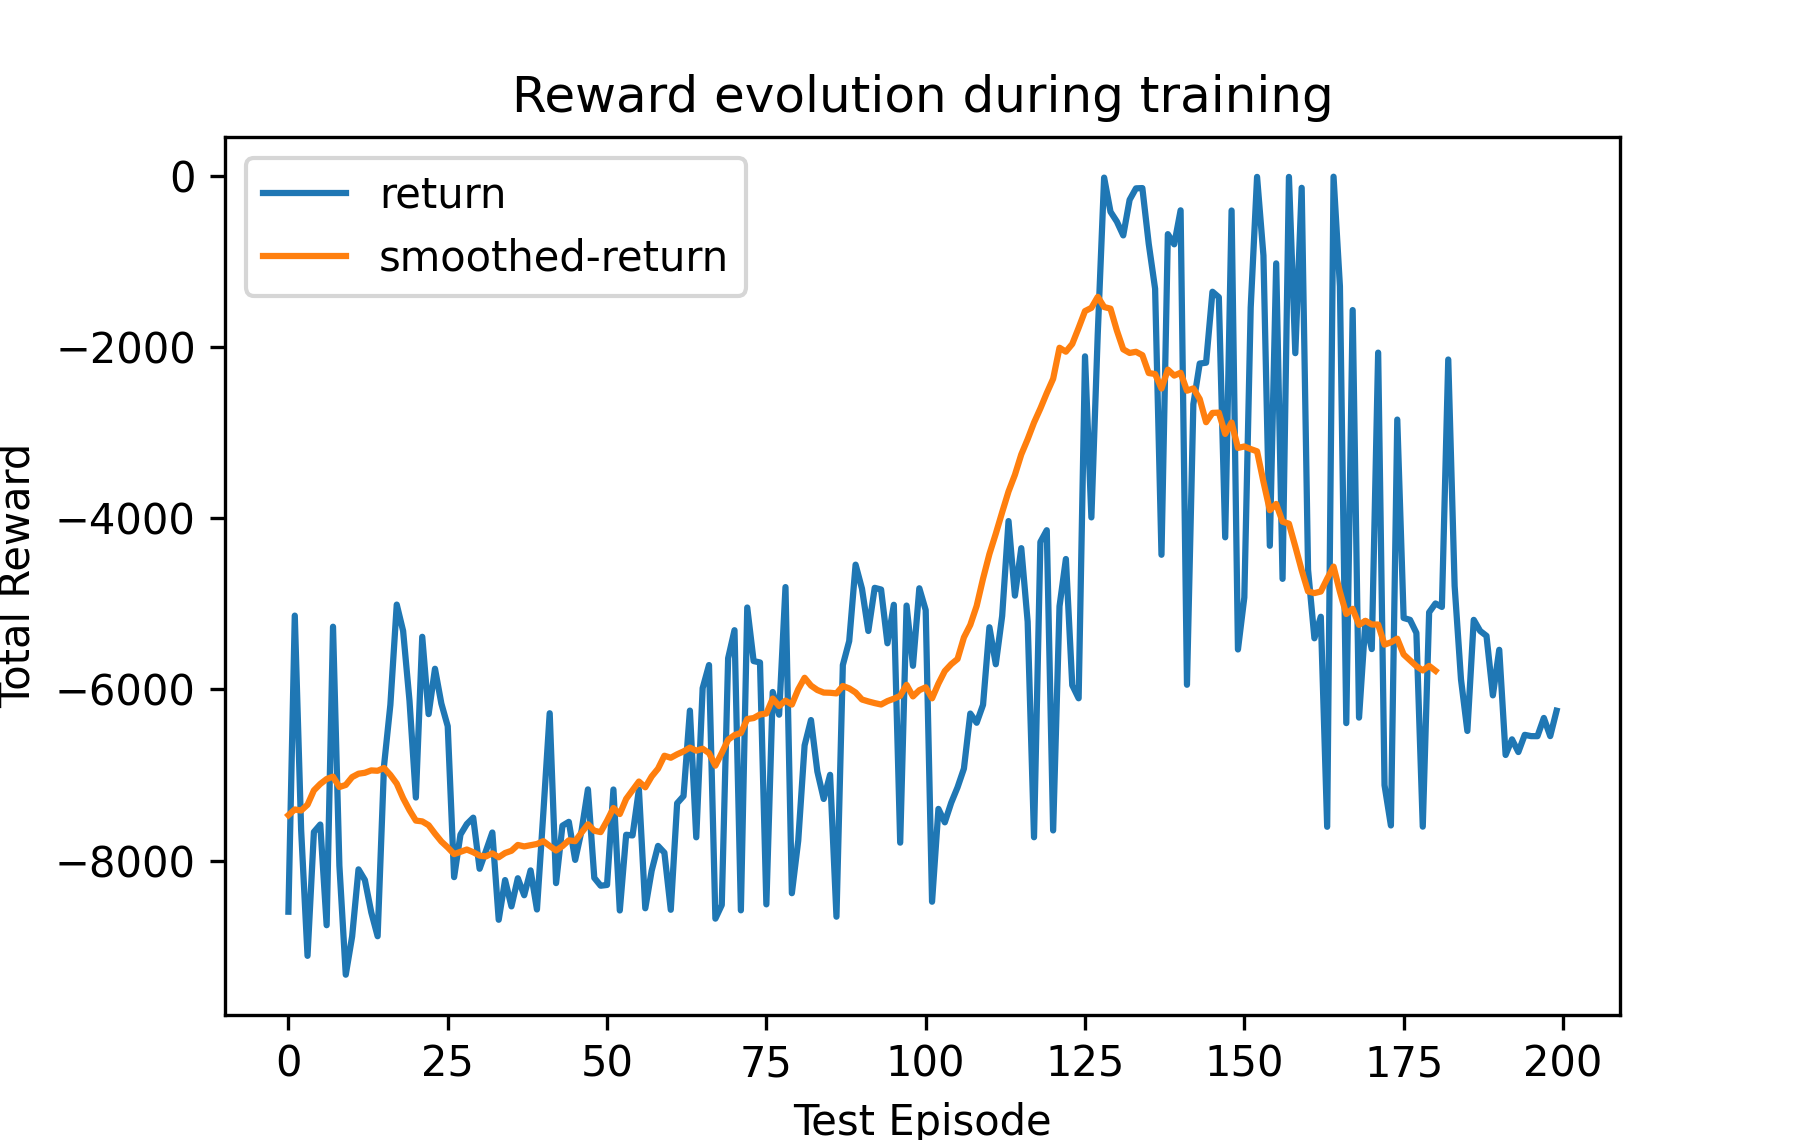 Reward evolution during training
return
smoothed-return
0
−2000
−4000
−6000
−8000
Total Reward
0 25 50 75 100 125 150 175 200
Test Episode